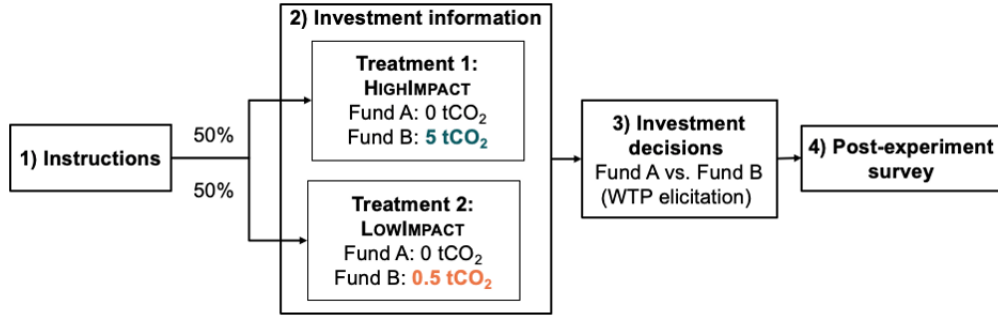 1) Instructions
50%
50%
2) Investment information
Treatment 1:
HIGHIMPACT
Fund A: 0 tCO₂
Fund B: 5 tCO₂
Treatment 2:
LOWIMPACT
Fund A: 0 tCO₂
Fund B: 0.5 tCO₂
3) Investment
decisions
Fund A vs. Fund B
(WTP elicitation)
4) Post-experiment
survey